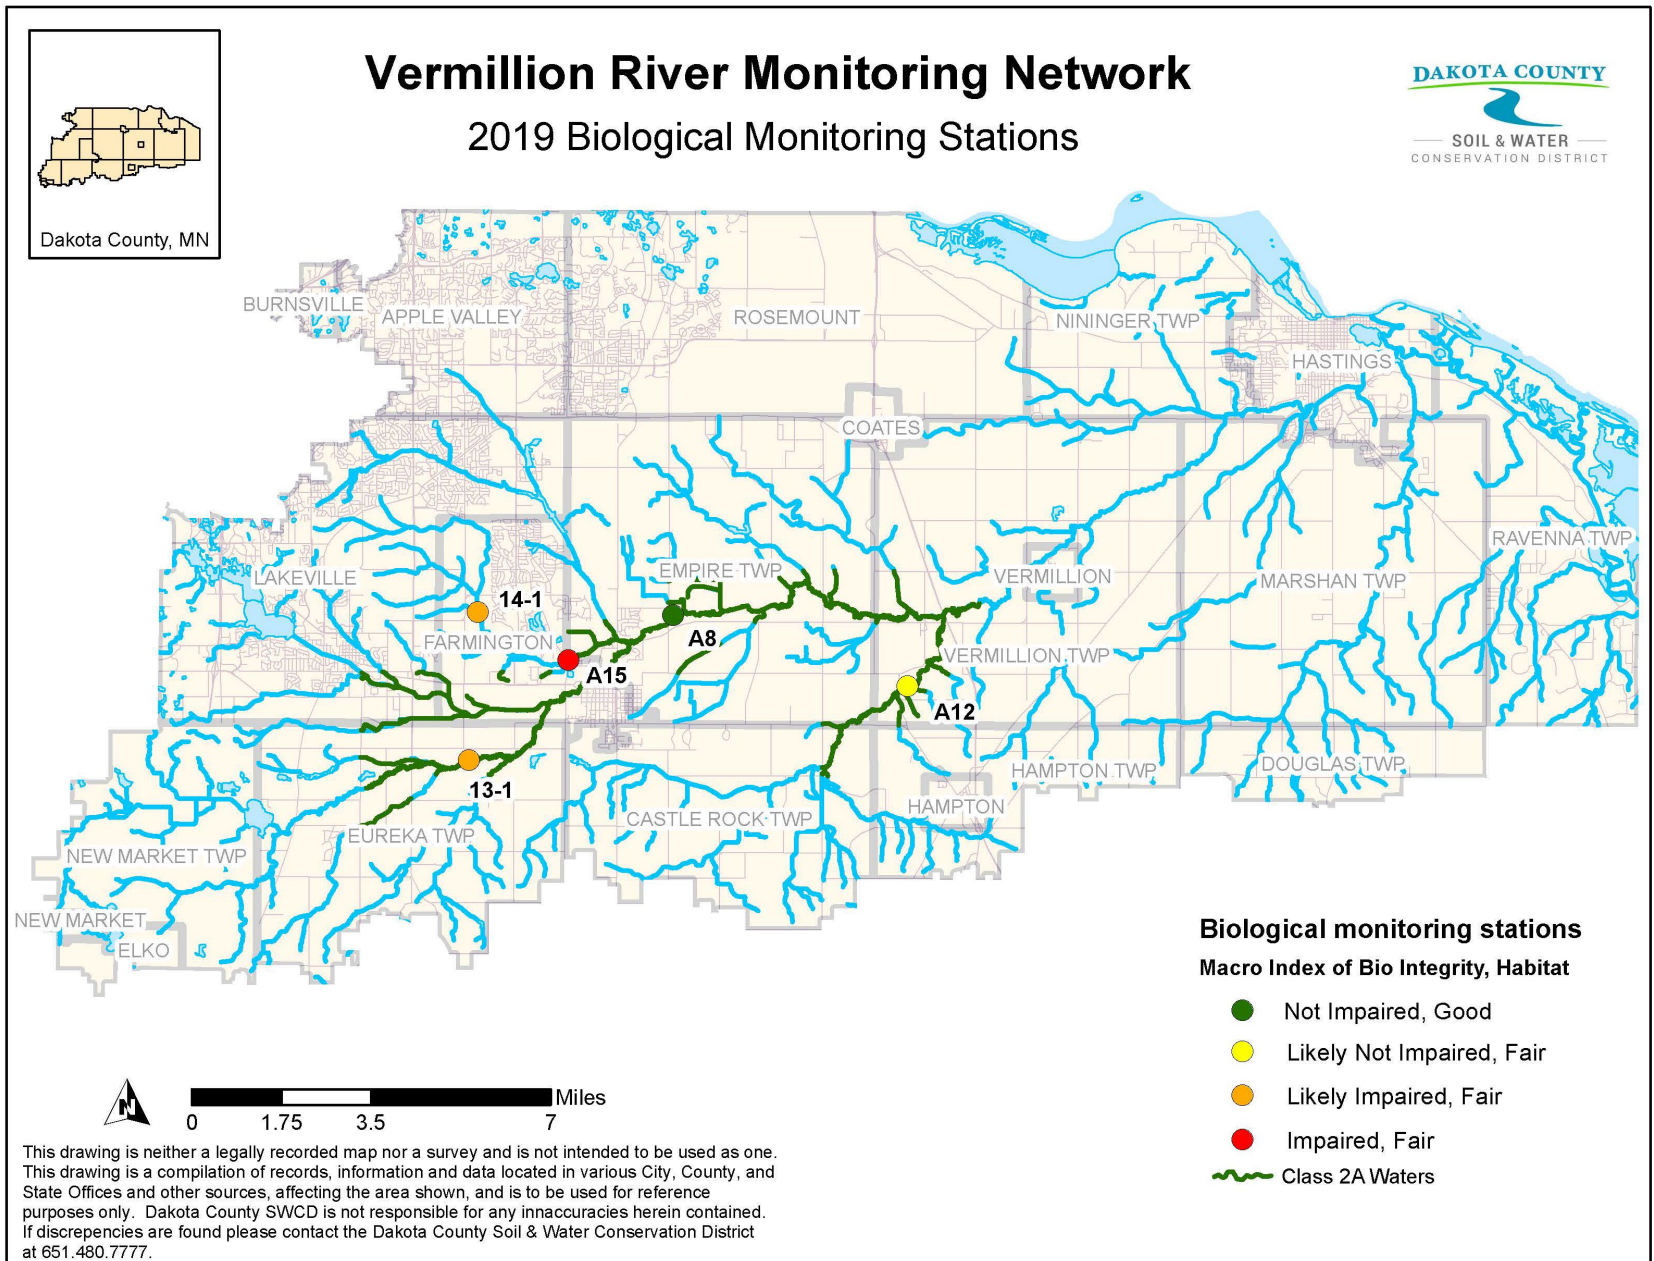 Vermillion River Monitoring Network
2019 Biological Monitoring Stations
DAKOTA COUNTY
SOIL & WATER
CONSERVATION DISTRICT
Dakota County, MN
BURNSVILLE
APPLE VALLEY
ROSEMOUNT
NININGER TWP
HASTINGS
COATES
RAVENNA TWP
LAKEVILLE
EMPIRE TWP
VERMILLION
MARSHAN TWP
14-1
FARMINGTON
A8
VERMILLION TWP
A15
A12
13-1
HAMPTON TWP
DOUGLAS TWP
HAMPTON
CASTLE ROCK TWP
EUREKA TWP
NEW MARKET TWP
NEW MARKET
ELKO
Biological monitoring stations
Macro Index of Bio Integrity, Habitat
Not Impaired, Good
Likely Not Impaired, Fair
Likely Impaired, Fair
Impaired, Fair
Class 2A Waters
N
Miles
0 1.75 3.5 7
This drawing is neither a legally recorded map nor a survey and is not intended to be used as one.
This drawing is a compilation of records, information and data located in various City, County, and
State Offices and other sources, affecting the area shown, and is to be used for reference
purposes only. Dakota County SWCD is not responsible for any innaccuracies herein contained.
If discrepencies are found please contact the Dakota County Soil & Water Conservation District
at 651.480.7777.